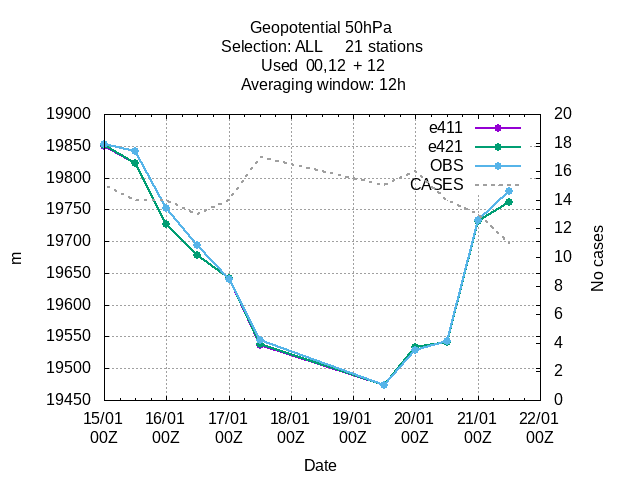 Geopotential 50hPa
Selection: ALL     21 stations
Used  00,12  + 12
Averaging window: 12h
19900
19850
19800
19750
19700
19650
19600
19550
19500
19450
m
e411
e421
OBS
CASES
20
18
16
14
12
10
8
6
4
2
0
No cases
15/01 16/01 17/01 18/01 19/01 20/01 21/01 22/01
00Z 00Z 00Z 00Z 00Z 00Z 00Z 00Z
Date